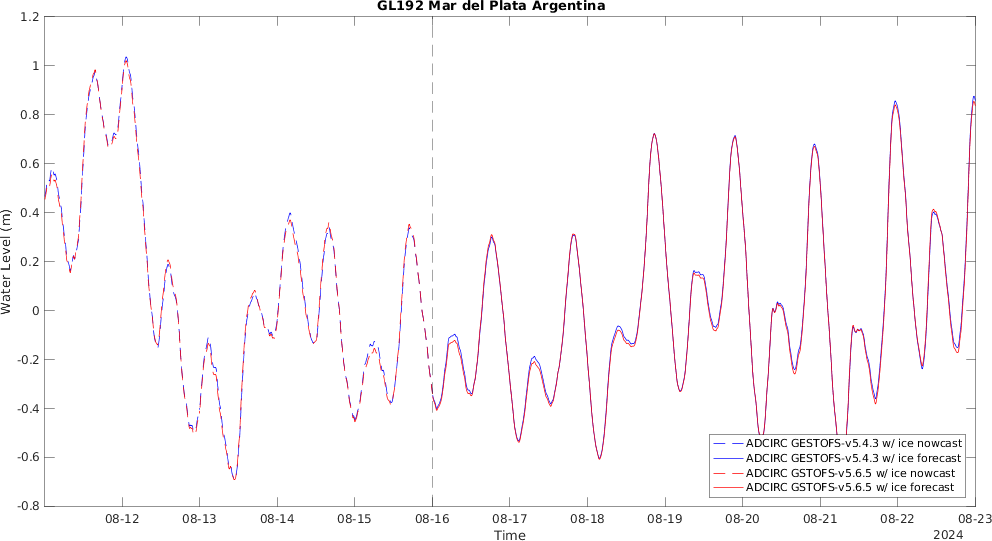 GL192 Mar del Plata Argentina
1.2
1
0.8
0.6
0.4
0.2
0
-0.2
-0.4
-0.6
-0.8
Water Level (m)
ADCIRC GESTOFS-v5.4.3 w/ ice nowcast
ADCIRC GESTOFS-v5.4.3 w/ ice forecast
ADCIRC GSTOFS-v5.6.5 w/ ice nowcast
ADCIRC GSTOFS-v5.6.5 w/ ice forecast
08-12 08-13 08-14 08-15 08-16 08-17 08-18 08-19 08-20 08-21 08-22 08-23
Time
2024